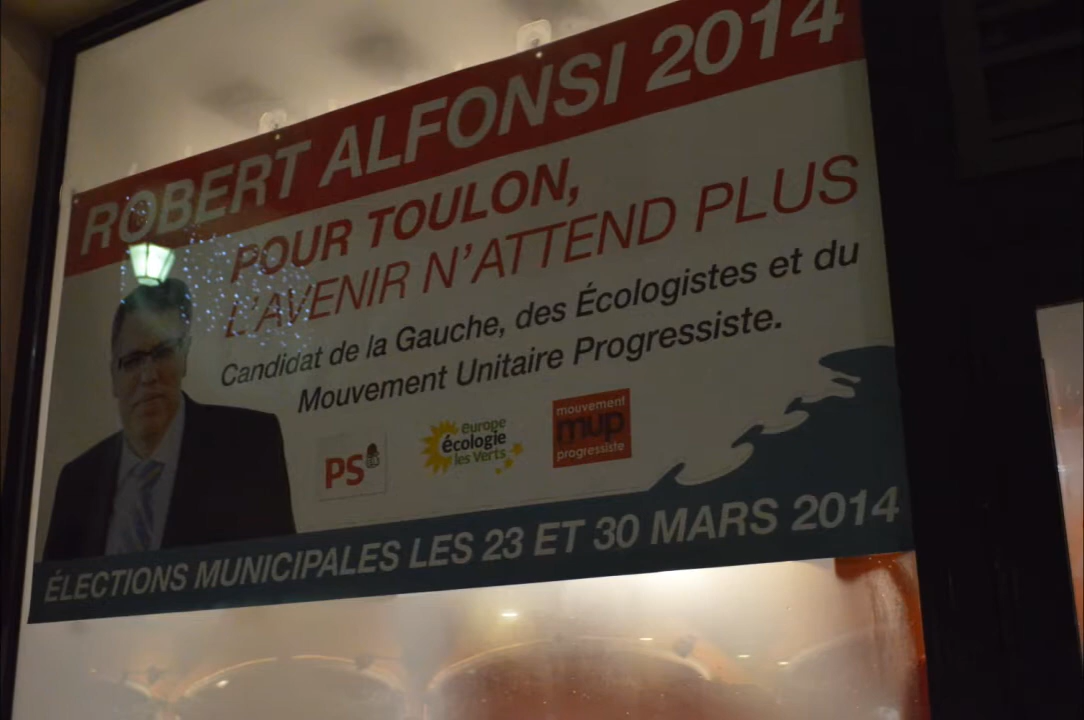 ROBERT ALFONSI 2014
POUR TOULON,
L'AVENIR N'ATTEND PLUS
Candidat de la Gauche, des Écologistes et du
Mouvement Unitaire Progressiste.
PS
europe
écologie
les Verts
mouvement
mup
progressiste
ÉLECTIONS MUNICIPALES LES 23 ET 30 MARS 2014